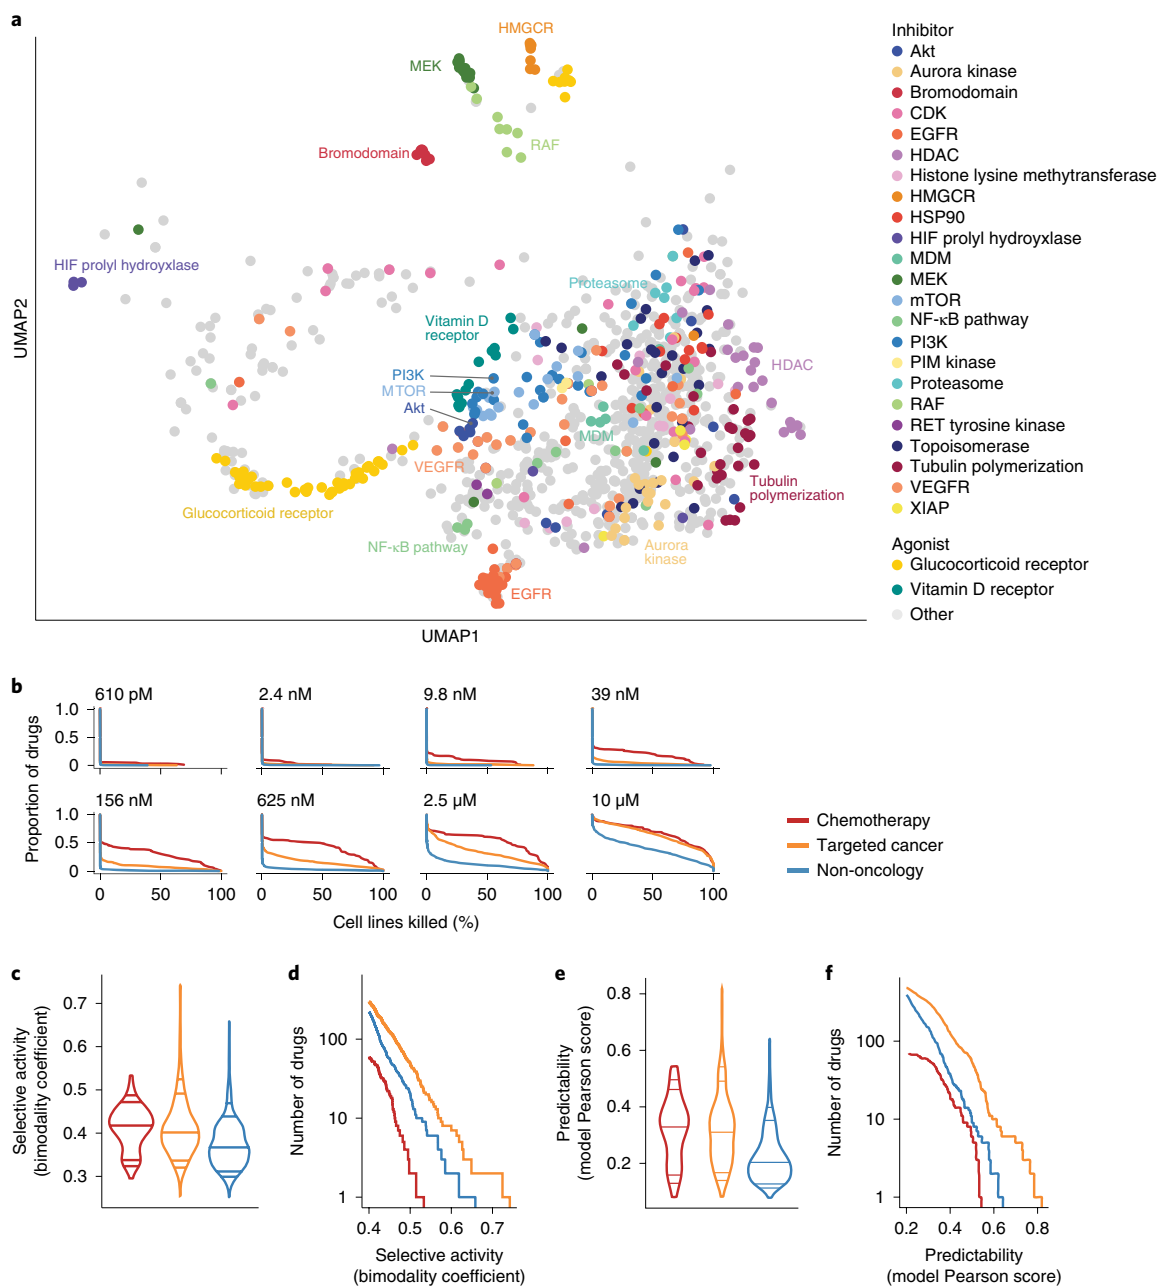 a
HMGCR
MEK
RAF
Bromodomain
HIF prolyl hydroyxlase
Proteasome
Vitamin D
receptor
PI3K
MTOR
Akt
HDAC
MDM
VEGFR
Tubulin
polymerization
Glucocorticoid receptor
NF-κB pathway
Aurora
kinase
EGFR
UMAP2
UMAP1
Inhibitor
Akt
Aurora kinase
Bromodomain
CDK
EGFR
HDAC
Histone lysine methytransferase
HMGCR
HSP90
HIF prolyl hydroyxlase
MDM
MEK
mTOR
NF-κB pathway
PI3K
PIM kinase
Proteasome
RAF
RET tyrosine kinase
Topoisomerase
Tubulin polymerization
VEGFR
XIAP
Agonist
Glucocorticoid receptor
Vitamin D receptor
Other
b
610 pM
2.4 nM
9.8 nM
39 nM
1.0
0.5
0
156 nM
625 nM
2.5 μM
10 μM
1.0
0.5
0
0 50 100
0 50 100
0 50 100
0 50 100
Proportion of drugs
Cell lines killed (%)
Chemotherapy
Targeted cancer
Non-oncology
c
Selective activity
(bimodality coefficient)
0.7
0.6
0.5
0.4
0.3
d
Number of drugs
100
10
1
0.4 0.5 0.6 0.7
Selective activity
(bimodality coefficient)
e
Predictability
(model Pearson score)
0.8
0.6
0.4
0.2
f
Number of drugs
100
10
1
0.2 0.4 0.6 0.8
Predictability
(model Pearson score)